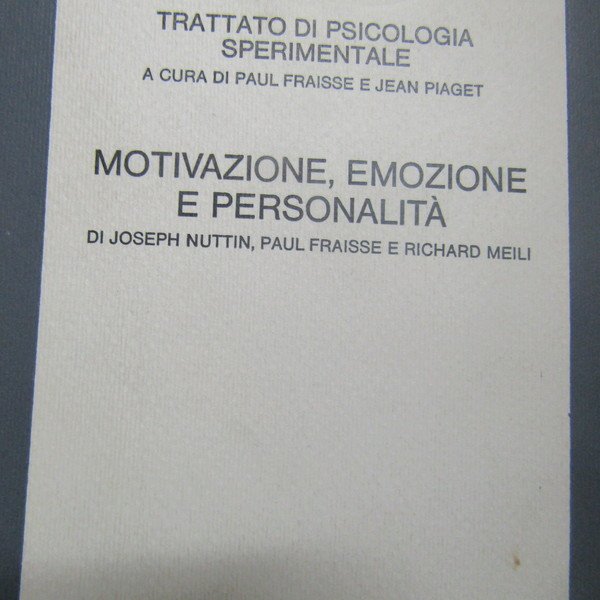 TRATTATO DI PSICOLOGIA
SPERIMENTALE
A CURA DI PAUL FRAISSE E JEAN PIAGET
MOTIVAZIONE, EMOZIONE
E PERSONALITÀ
DI JOSEPH NUTTIN, PAUL FRAISSE E RICHARD MEILI